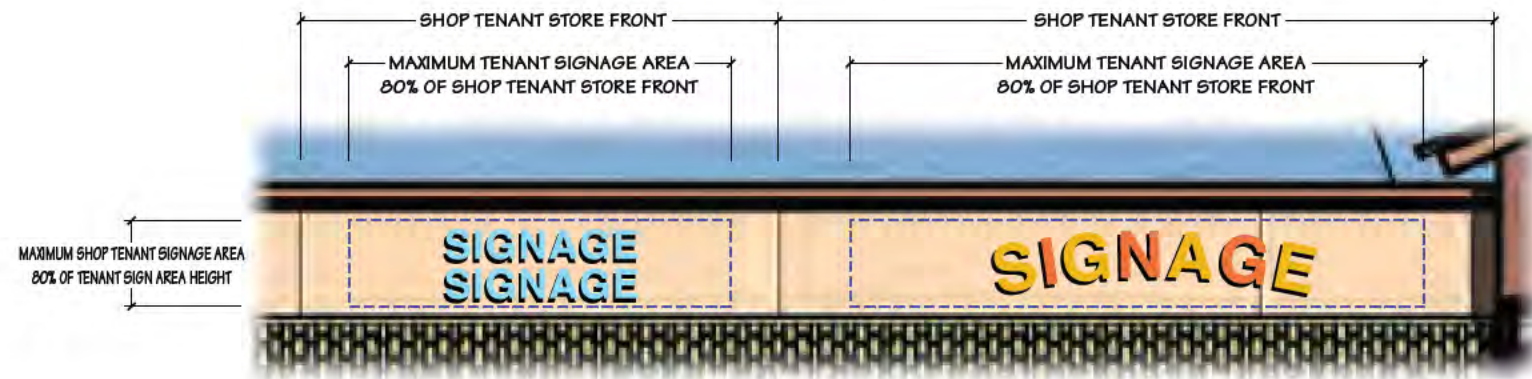 SHOP TENANT STORE FRONT
SHOP TENANT STORE FRONT
MAXIMUM TENANT SIGNAGE AREA
80% OF SHOP TENANT STORE FRONT
MAXIMUM TENANT SIGNAGE AREA
80% OF SHOP TENANT STORE FRONT
MAXIMUM SHOP TENANT SIGNAGE AREA
80% OF TENANT SIGN AREA HEIGHT
SIGNAGE
SIGNAGE
SIGNAGE